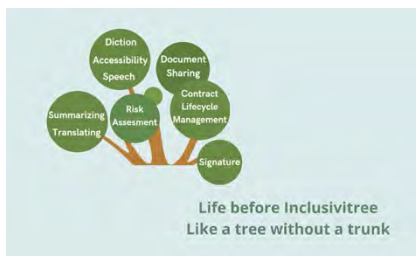 Diction
Accessibility
Speech
Document
Sharing
Contract
Lifecycle
Management
Summarizing
Translating
Risk
Assesment
Signature
Life before Inclusivitree
Like a tree without a trunk